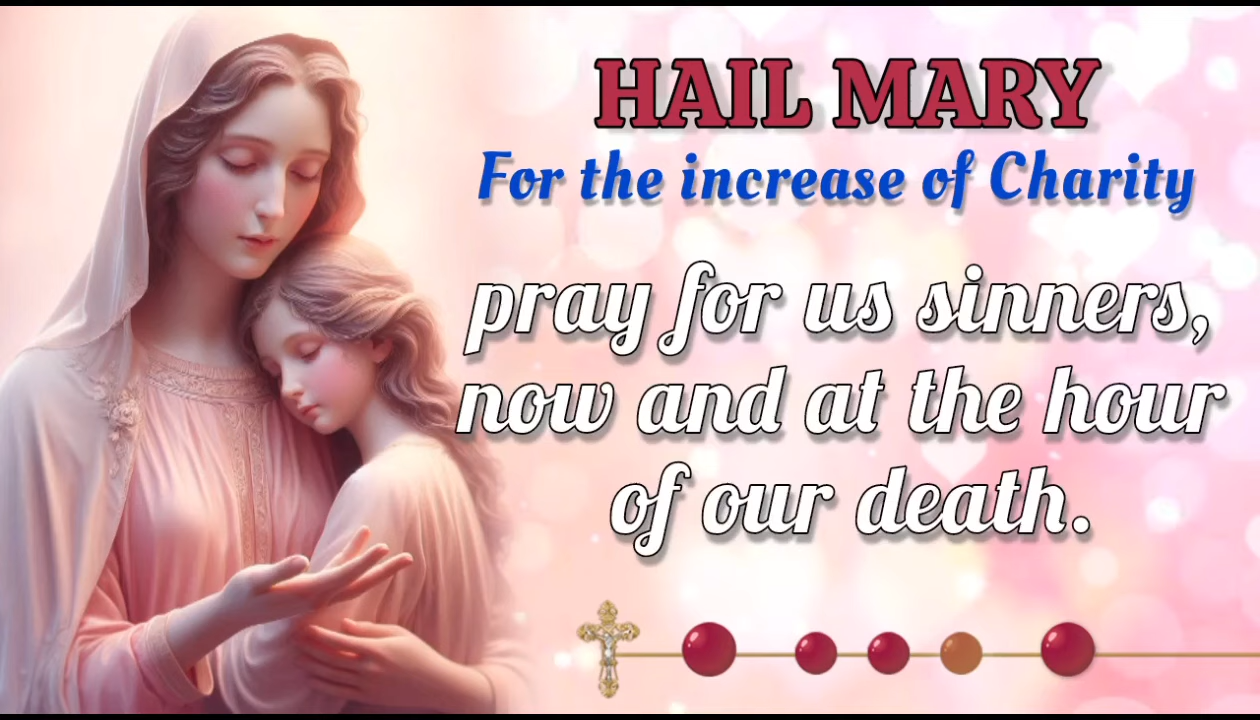 HAIL MARY
For the increase of Charity
pray for us sinners,
now and at the hour
of our death.